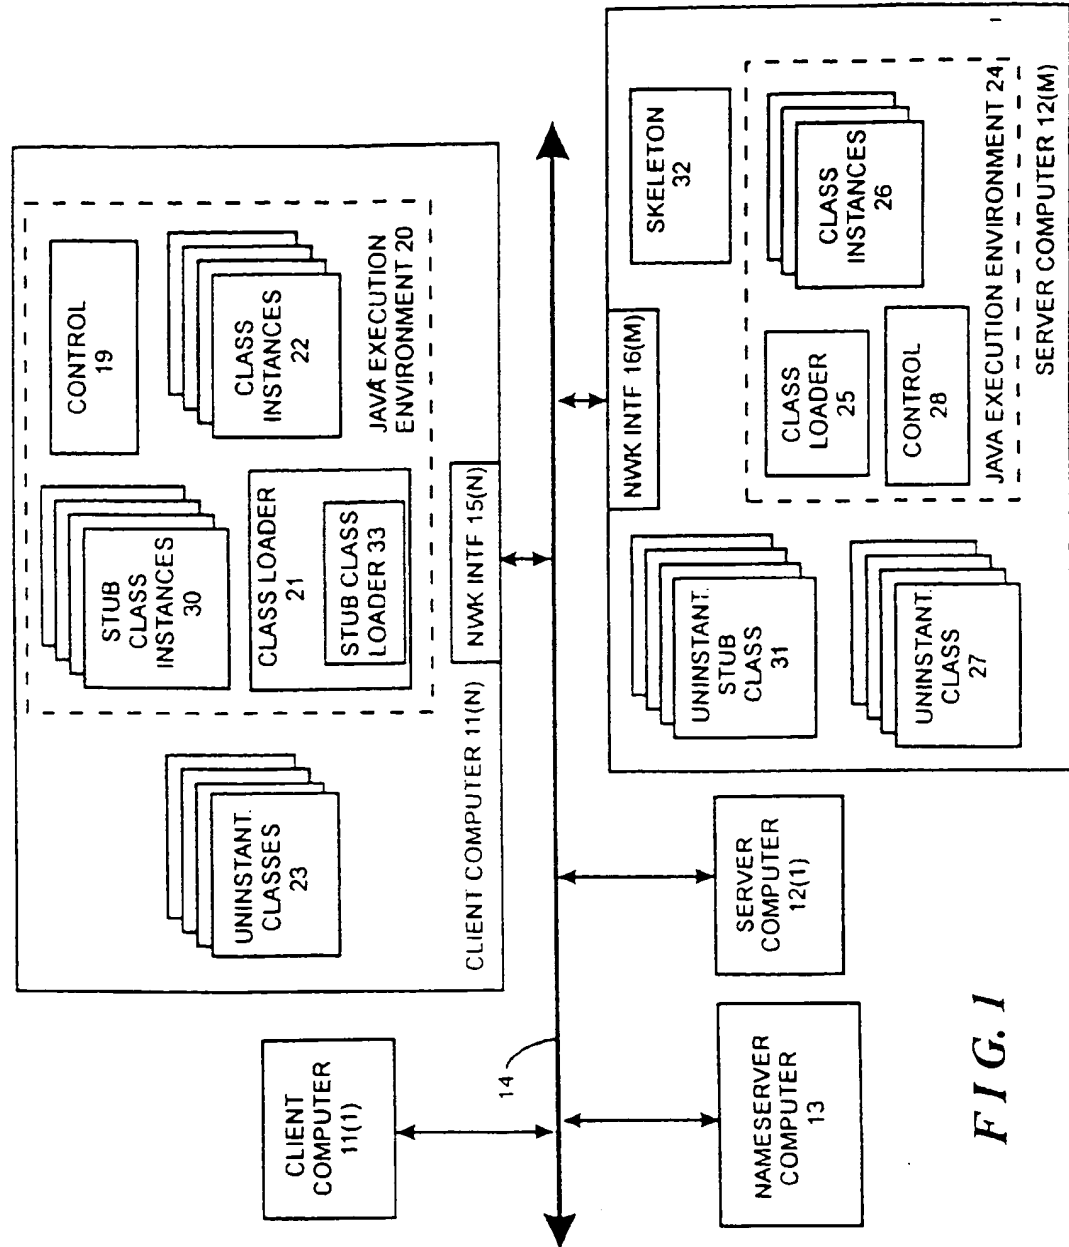 CLIENT
COMPUTER
11(1)
UNINSTANT.
CLASSES
23
STUB
CLASS
INSTANCES
30
CONTROL
19
CLASS LOADER
21
STUB CLASS
LOADER 33
CLASS
INSTANCES
22
JAVA EXECUTION
ENVIRONMENT 20
CLIENT COMPUTER 11(N)
NWK INTF 15(N)
14
NAMESERVER
COMPUTER
13
SERVER
COMPUTER
12(1)
NWK INTF 16(M)
SKELETON
32
UNINSTANT.
STUB
CLASS
31
CLASS
LOADER
25
CLASS
INSTANCES
26
UNINSTANT.
CLASS
27
CONTROL
28
JAVA EXECUTION ENVIRONMENT 24
SERVER COMPUTER 12(M)
FIG. 1